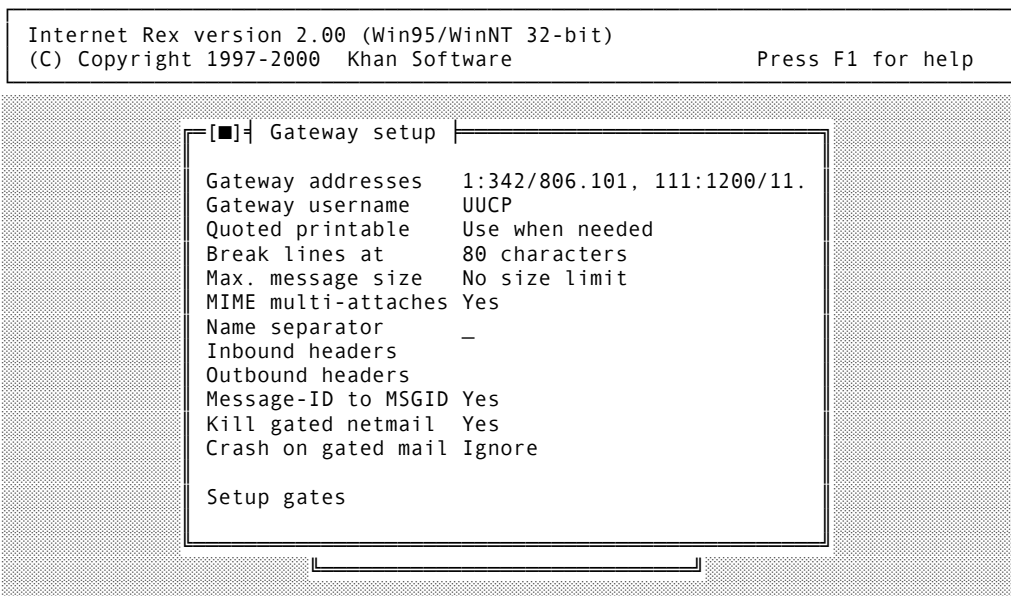 Internet Rex version 2.00 (Win95/WinNT 32-bit)
(C) Copyright 1997-2000 Khan Software Press F1 for help
[■] Gateway setup
Gateway addresses 1:342/806.101, 111:1200/11.
Gateway username UUCP
Quoted printable Use when needed
Break lines at 80 characters
Max. message size No size limit
MIME multi-attaches Yes
Name separator _
Inbound headers
Outbound headers
Message-ID to MSGID Yes
Kill gated netmail Yes
Crash on gated mail Ignore
Setup gates